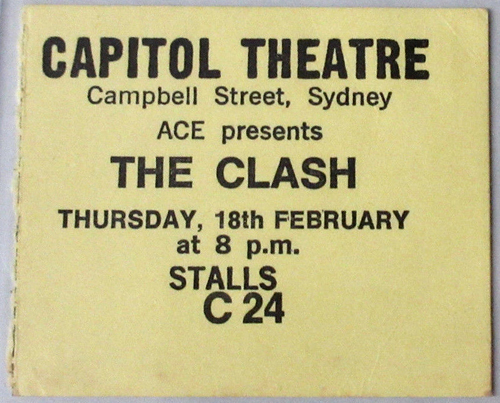 CAPITOL THEATRE
Campbell Street, Sydney
ACE presents
THE CLASH
THURSDAY, 18th FEBRUARY
at 8 p.m.
STALLS
C 24